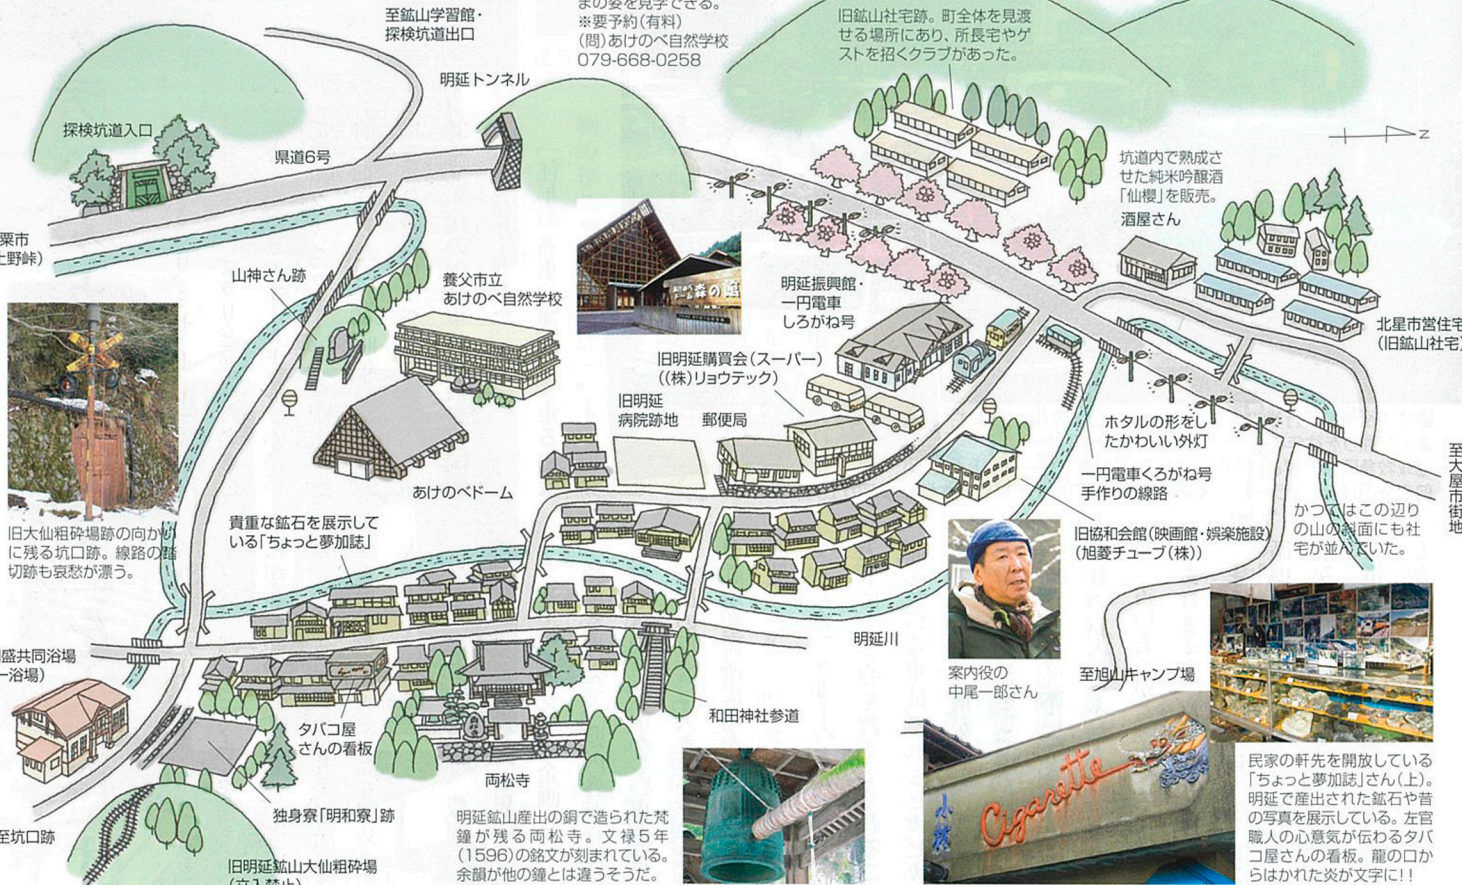 至鉱山学習館・
探検坑道出口
まの姿を見学できる。
※要予約(有料)
(問)あけのべ自然学校
079-668-0258
旧鉱山社宅跡。町全体を見渡
せる場所にあり、所長宅やゲ
ストを招くクラブがあった。
明延トンネル
探検坑道入口
県道6号
N
坑道内で熟成さ
せた純米吟醸酒
「仙櫻」を販売。
酒屋さん
粟市
山神さん跡
養父市立
あけのべ自然学校
森の館
明延振興館・
一円電車
しろがね号
北星市営住宅
(旧鉱山社宅)
旧明延購買会(スーパー)
((株)リョウテック)
旧明延
病院跡地
郵便局
ホタルの形をし
たかわいい外灯
一円電車くろがね号
手作りの線路
至大屋市街地
あけのべドーム
旧大仙粗砕場跡の向かい
に残る坑口跡。線路の踏
切跡も哀愁が漂う。
貴重な鉱石を展示して
いる「ちょっと夢加誌」
かつてはこの辺り
の山の斜面にも社
宅が並んでいた。
旧協和会館(映画館・娯楽施設)
(旭菱チューブ(株))
明延川
盛共同浴場
一浴場)
案内役の
中尾一郎さん
至旭山キャンプ場
和田神社参道
タバコ屋
さんの看板
両松寺
独身寮「明和寮」跡
至坑口跡
旧明延鉱山大仙粗砕場
(立入禁止)
明延鉱山産出の銅で造られた梵
鐘が残る両松寺。文禄5年
(1596)の銘文が刻まれている。
余韻が他の鐘とは違うそうだ。
小林
Cigarette
民家の軒先を開放している
「ちょっと夢加誌」さん(上)。
明延で産出された鉱石や昔
の写真を展示している。左官
職人の心意気が伝わるタバ
コ屋さんの看板。龍の口か
らはかれた炎が文字に!!